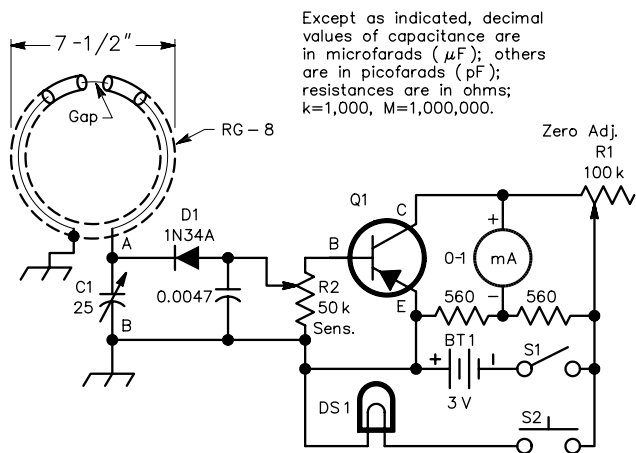 Except as indicated, decimal
values of capacitance are
in microfarads ( μF ); others
are in picofarads ( pF );
resistances are in ohms;
k=1,000, M=1,000,000.
7 -1/2"
Gap
RG - 8
Zero Adj.
R1
100 k
Q1
C
B
E
D1
1N34A
A
C1
25
B
0.0047
R2
50 k
Sens.
+
0-1
mA
-
560
560
BT1
+
-
3 V
S1
DS1
S2